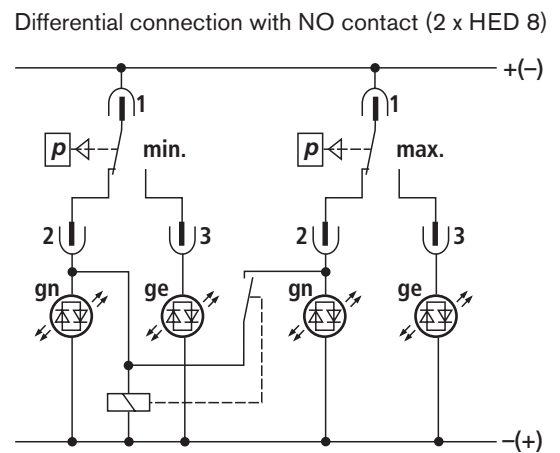 Differential connection with NO contact (2 x HED 8)
+(–)
1 1
p min. p max.
2 3 2 3
gn ge gn ge
–(+)